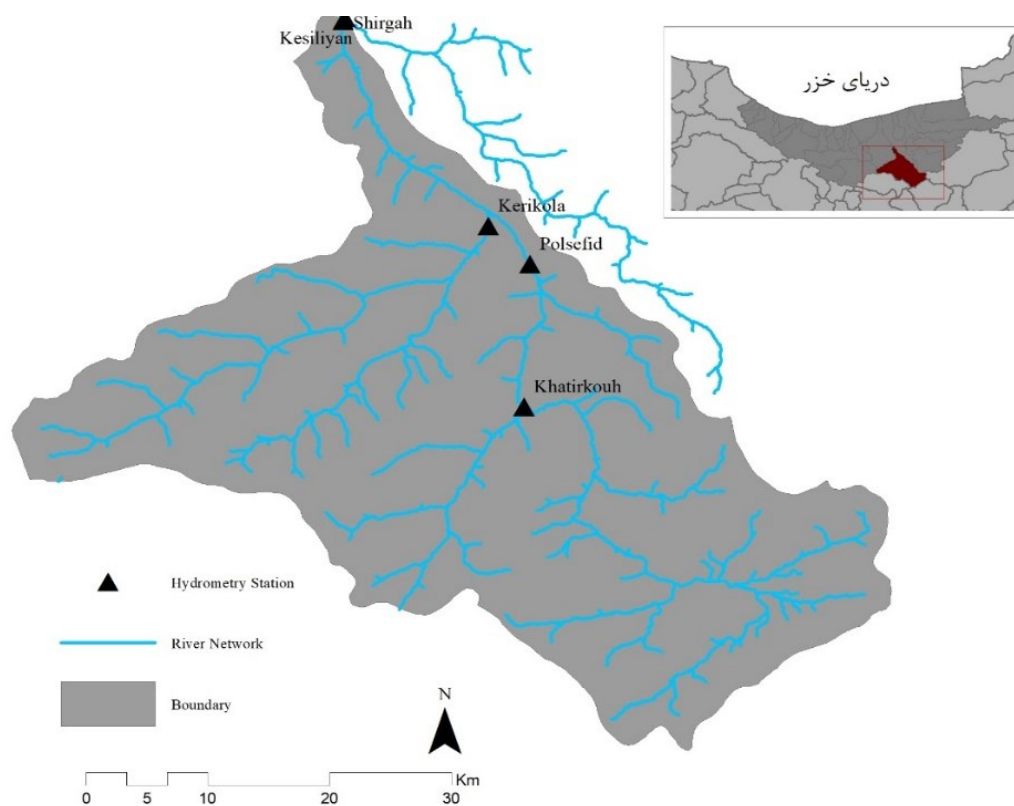 Shirgah
Kesiliyan
دریای خزر
Kerikola
Polsefid
Khatirkouh
Hydrometry Station
River Network
Boundary
N
Km
0 5 10 20 30